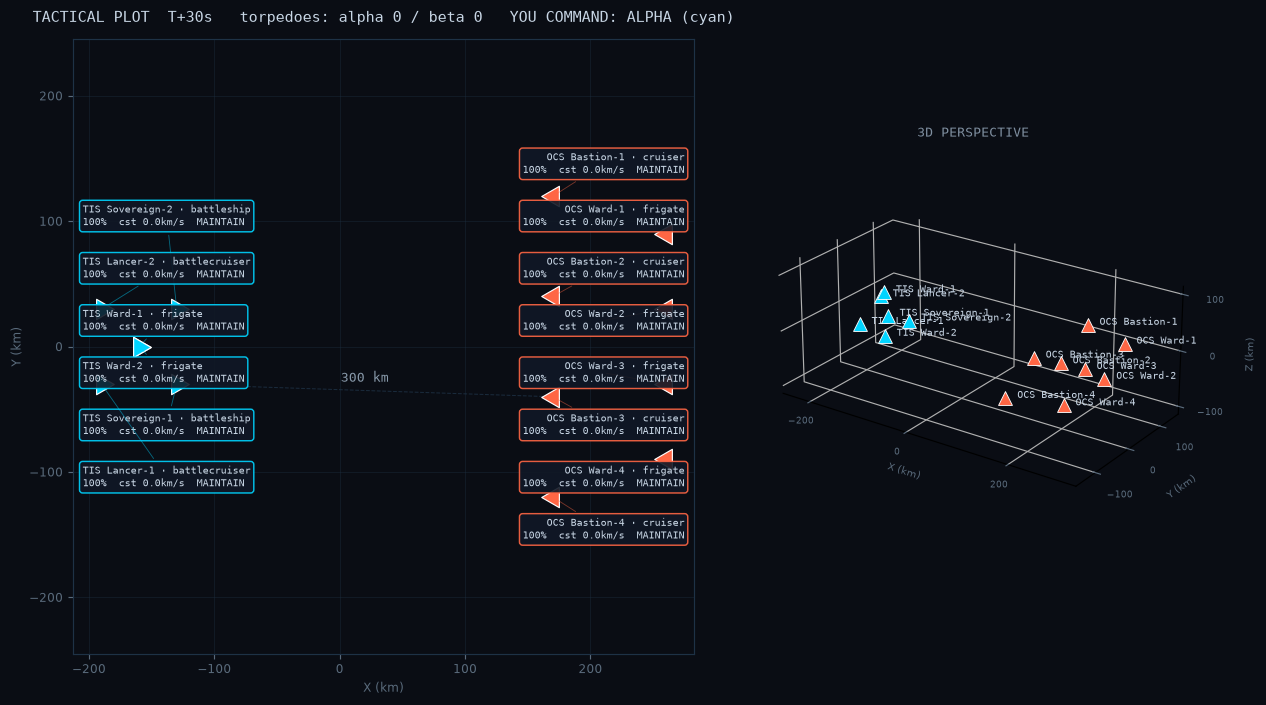 TACTICAL PLOT  T+30s   torpedoes: alpha 0 / beta 0   YOU COMMAND: ALPHA (cyan)
200
100
0
−100
−200
Y (km)
−200
−100
0
100
200
X (km)
TIS Sovereign-2 · battleship
100%  cst 0.0km/s  MAINTAIN
TIS Lancer-2 · battlecruiser
100%  cst 0.0km/s  MAINTAIN
TIS Ward-1 · frigate
100%  cst 0.0km/s  MAINTAIN
TIS Ward-2 · frigate
100%  cst 0.0km/s  MAINTAIN
TIS Sovereign-1 · battleship
100%  cst 0.0km/s  MAINTAIN
TIS Lancer-1 · battlecruiser
100%  cst 0.0km/s  MAINTAIN
300 km
OCS Bastion-1 · cruiser
100%  cst 0.0km/s  MAINTAIN
OCS Ward-1 · frigate
100%  cst 0.0km/s  MAINTAIN
OCS Bastion-2 · cruiser
100%  cst 0.0km/s  MAINTAIN
OCS Ward-2 · frigate
100%  cst 0.0km/s  MAINTAIN
OCS Ward-3 · frigate
100%  cst 0.0km/s  MAINTAIN
OCS Bastion-3 · cruiser
100%  cst 0.0km/s  MAINTAIN
OCS Ward-4 · frigate
100%  cst 0.0km/s  MAINTAIN
OCS Bastion-4 · cruiser
100%  cst 0.0km/s  MAINTAIN
3D PERSPECTIVE
TIS Ward-1
TIS Lancer-2
TIS Sovereign-1
TIS Sovereign-2
TIS Lancer-1
TIS Ward-2
OCS Bastion-1
OCS Ward-1
OCS Bastion-3
OCS Bastion-2
OCS Ward-3
OCS Ward-2
OCS Bastion-4
OCS Ward-4
−200
0
200
X (km)
−100
0
100
Y (km)
100
0
−100
Z (km)